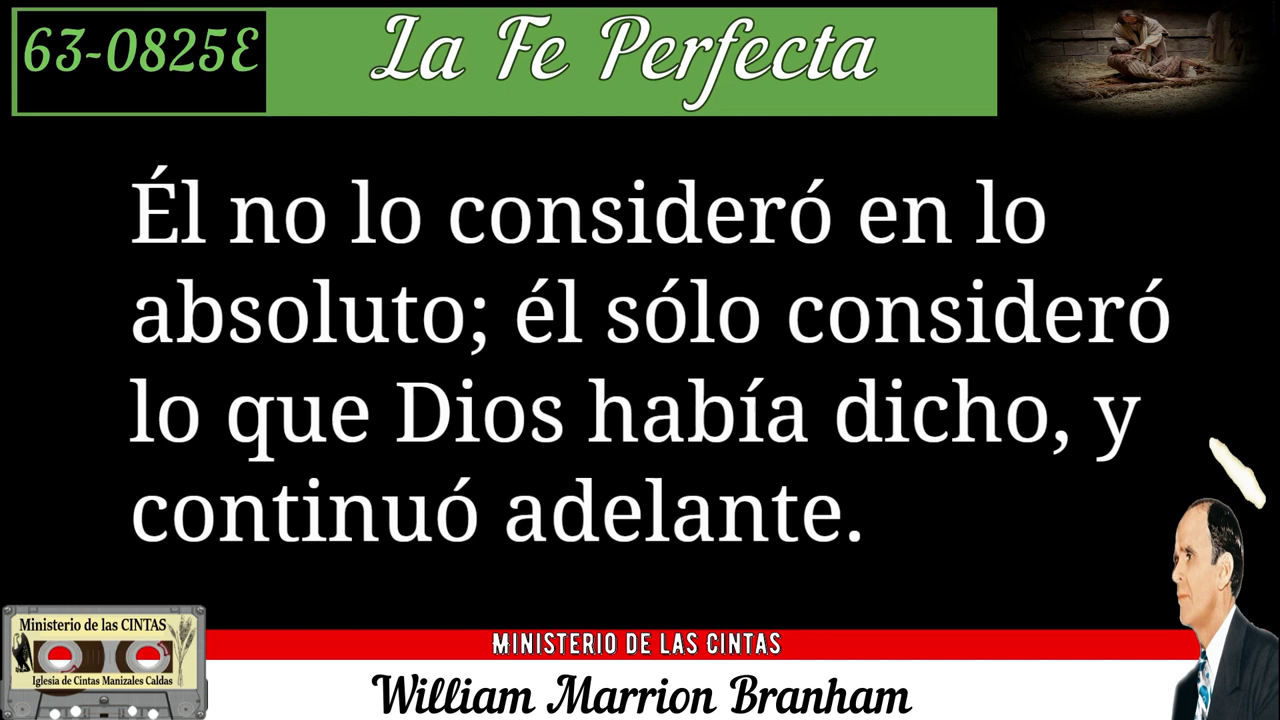 63-0825E
La Fe Perfecta
Él no lo consideró en lo
absoluto; él sólo consideró
lo que Dios había dicho, y
continuó adelante.
Ministerio de las CINTAS
Iglesia de Cintas Manizales Caldas
MINISTERIO DE LAS CINTAS
William Marrion Branham